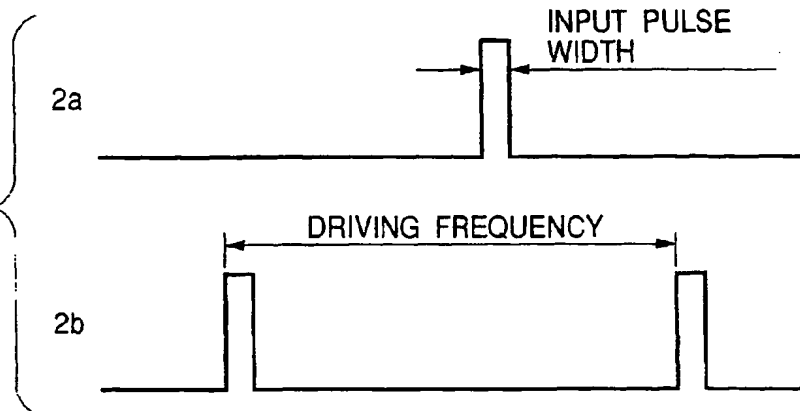 INPUT PULSE
WIDTH
2a
DRIVING FREQUENCY
2b